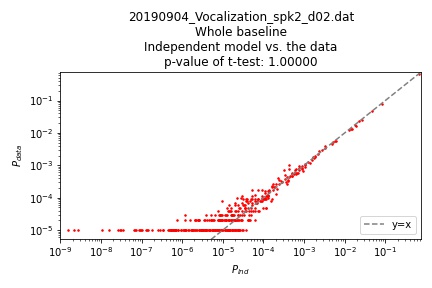 20190904_Vocalization_spk2_d02.dat
Whole baseline
Independent model vs. the data
p-value of t-test: 1.00000
P_data
10^-1
10^-2
10^-3
10^-4
10^-5
y=x
10^-9 10^-8 10^-7 10^-6 10^-5 10^-4 10^-3 10^-2 10^-1
P_ind